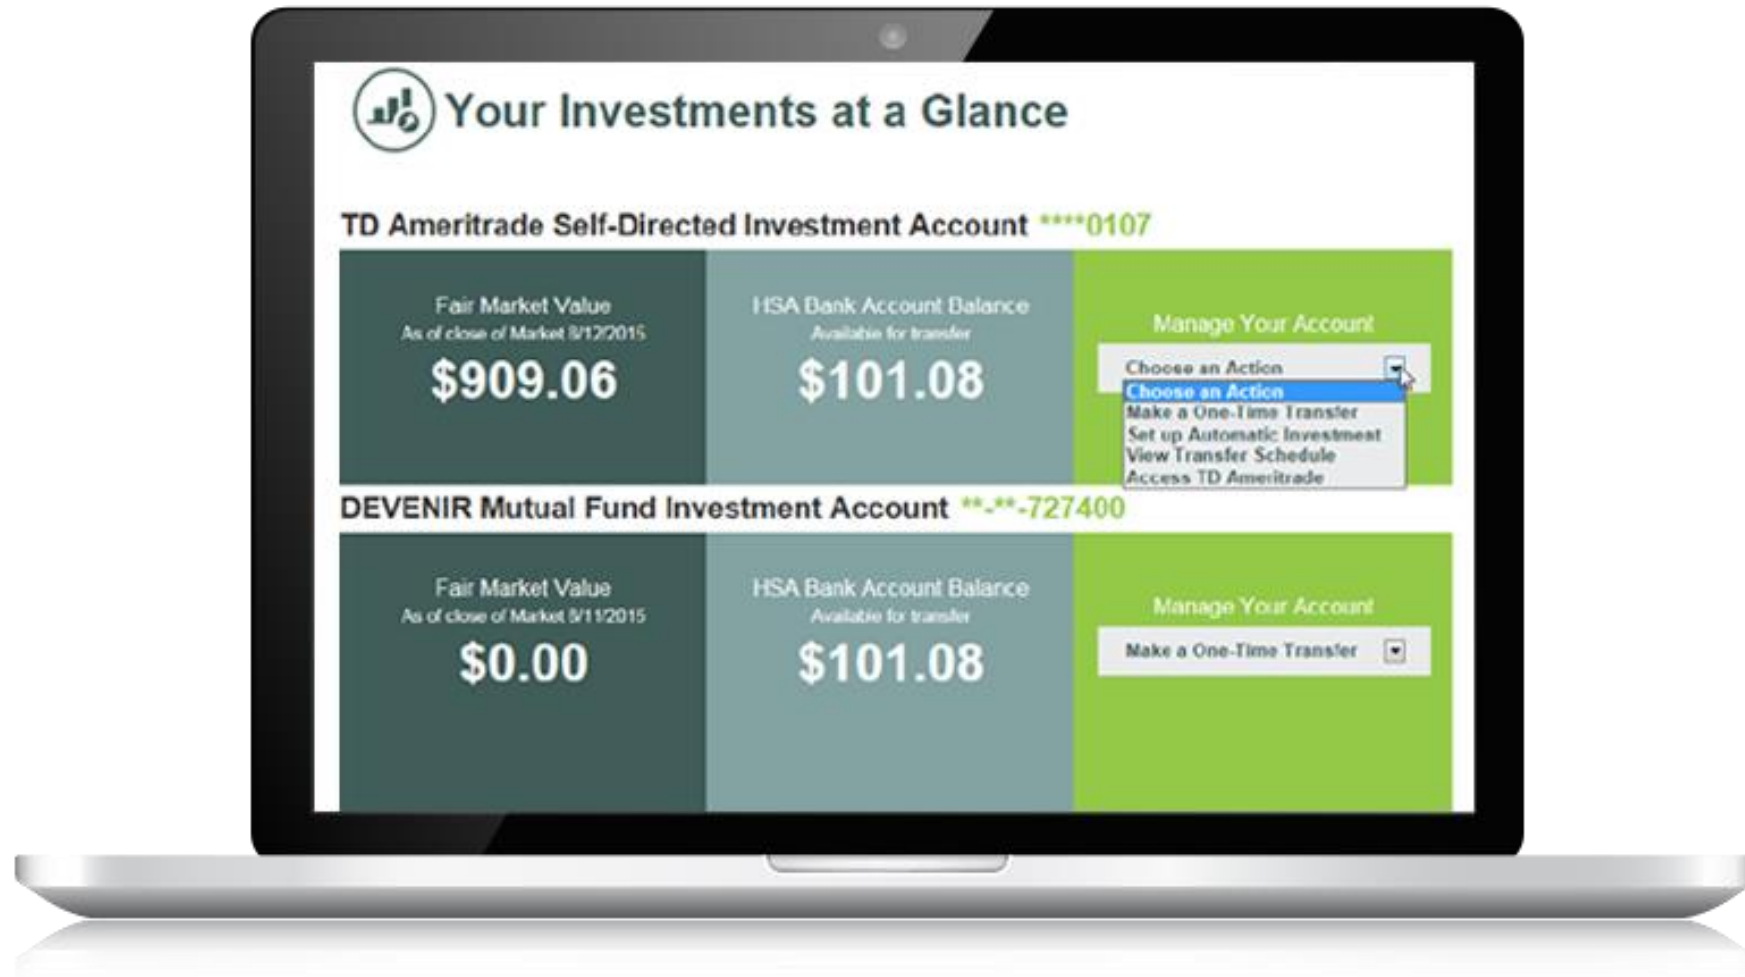 Your Investments at a Glance
TD Ameritrade Self-Directed Investment Account ****0107
Fair Market Value
As of close of Market 8/12/2015
$909.06
HSA Bank Account Balance
Available for transfer
$101.08
Manage Your Account
Choose an Action
Choose an Action
Make a One-Time Transfer
Set up Automatic Investment
View Transfer Schedule
Access TD Ameritrade
DEVENIR Mutual Fund Investment Account **-**-727400
Fair Market Value
As of close of Market 8/11/2015
$0.00
HSA Bank Account Balance
Available for transfer
$101.08
Manage Your Account
Make a One-Time Transfer